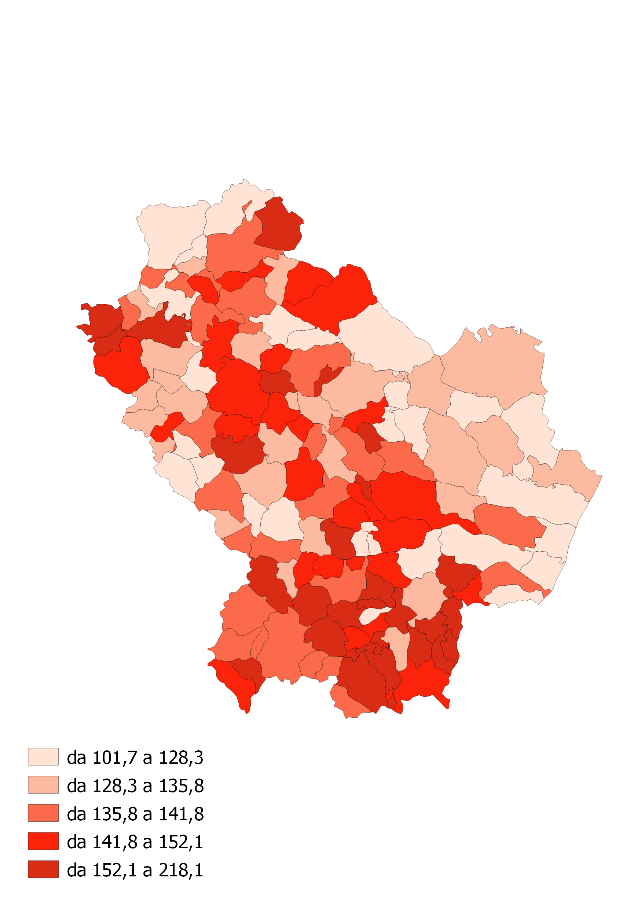 da 101,7 a 128,3
da 128,3 a 135,8
da 135,8 a 141,8
da 141,8 a 152,1
da 152,1 a 218,1